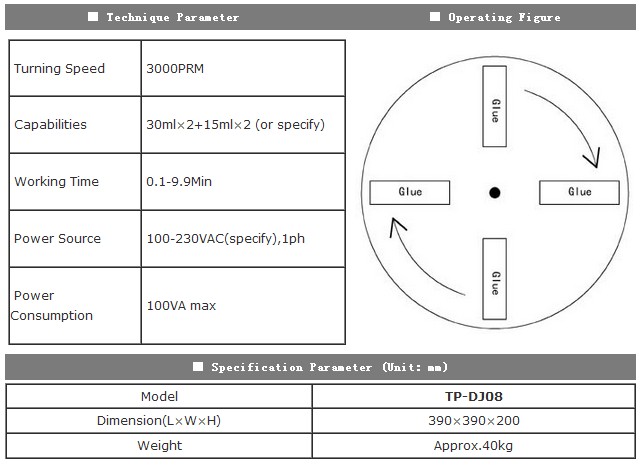 ■ Technique Parameter
■ Operating Figure
Turning Speed 3000PRM
Capabilities 30ml×2+15ml×2 (or specify)
Working Time 0.1-9.9Min
Power Source 100-230VAC(specify),1ph
Power
Consumption 100VA max
Glue
Glue
Glue
Glue
■ Specification Parameter (Unit: mm)
Model TP-DJ08
Dimension(L×W×H) 390×390×200
Weight Approx.40kg